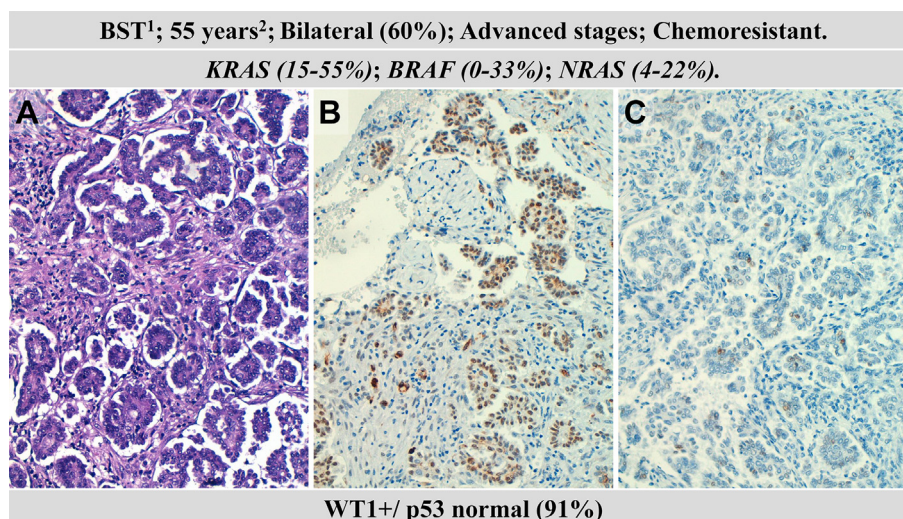 BST¹; 55 years²; Bilateral (60%); Advanced stages; Chemoresistant.
KRAS (15-55%); BRAF (0-33%); NRAS (4-22%).
A
B
C
WT1+/ p53 normal (91%)